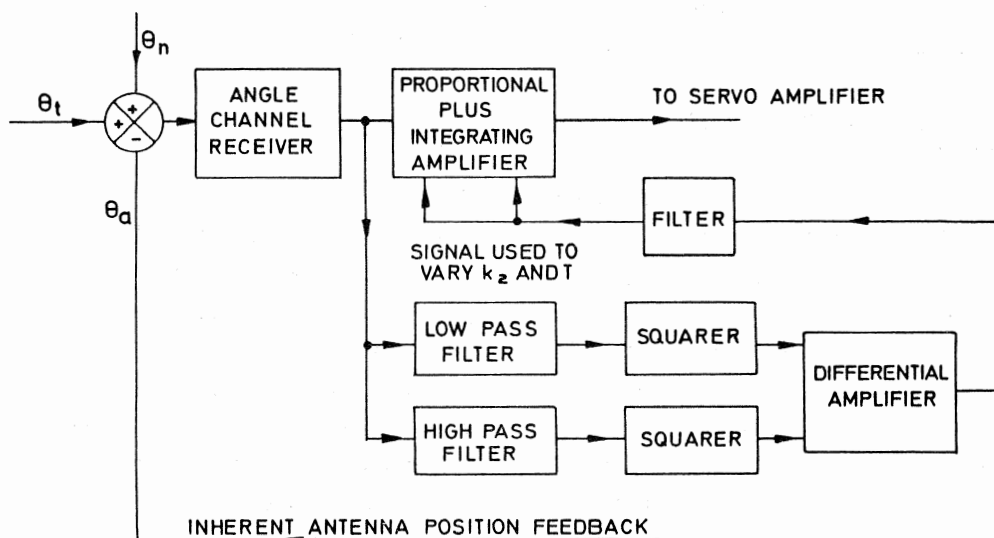 θn
θt
+
+
-
θa
ANGLE
CHANNEL
RECEIVER
PROPORTIONAL
PLUS
INTEGRATING
AMPLIFIER
TO SERVO AMPLIFIER
FILTER
SIGNAL USED TO
VARY k2 AND T
LOW PASS
FILTER
SQUARER
HIGH PASS
FILTER
SQUARER
DIFFERENTIAL
AMPLIFIER
INHERENT ANTENNA POSITION FEEDBACK